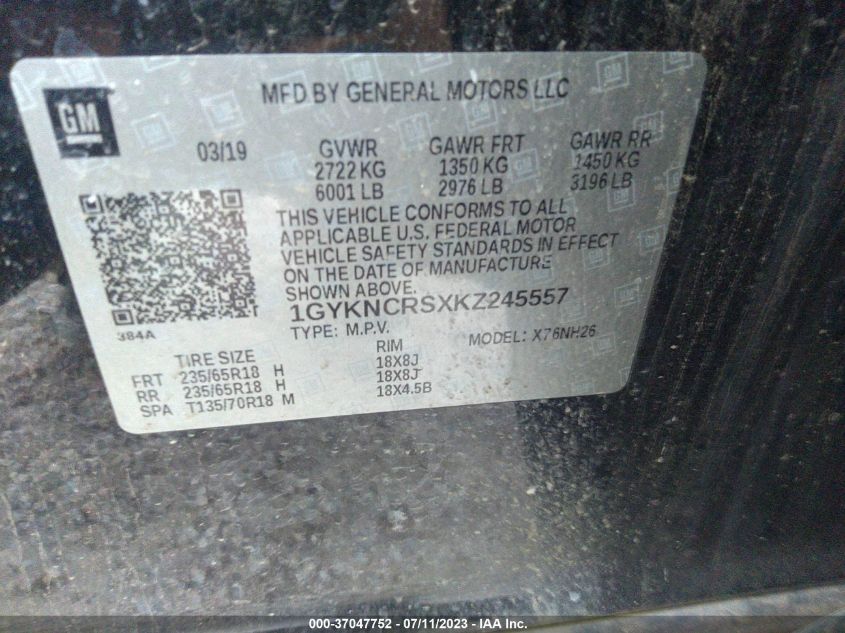 GM
MFD BY GENERAL MOTORS LLC
03/19 GVWR GAWR FRT GAWR RR
2722 KG 1350 KG 1450 KG
6001 LB 2976 LB 3196 LB
THIS VEHICLE CONFORMS TO ALL
APPLICABLE U.S. FEDERAL MOTOR
VEHICLE SAFETY STANDARDS IN EFFECT
ON THE DATE OF MANUFACTURE
SHOWN ABOVE.
1GYKNCRSXKZ245557
384A
TYPE: M.P.V. MODEL: X76NH26
TIRE SIZE RIM
FRT 235/65R18 H 18X8J
RR 235/65R18 H 18X8J
SPA T135/70R18 M 18X4.5B
000-37047752 - 07/11/2023 - IAA Inc.